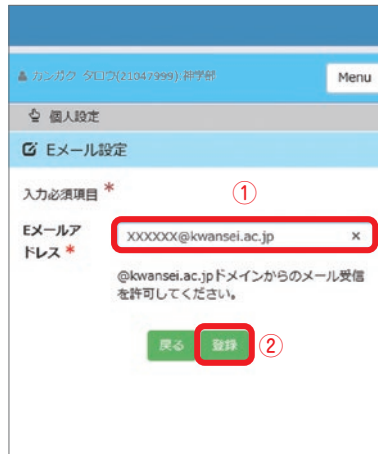 カンガク タロウ(21047999):神学部
Menu
個人設定
Eメール設定
入力必須項目 *
①
Eメールア
ドレス *
XXXXXX@kwansei.ac.jp ×
@kwansei.ac.jpドメインからのメール受信
を許可してください。
戻る 登録 ②